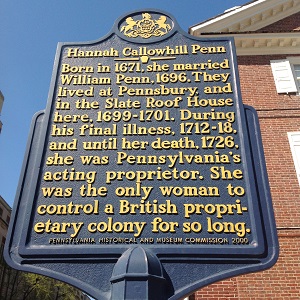 Hannah Callowhill Penn
Born in 1671, she married
William Penn, 1696. They
lived at Pennsbury, and
in the Slate Roof House
here, 1699-1701. During
his final illness, 1712-18,
and until her death, 1726,
she was Pennsylvania's
acting proprietor. She
was the only woman to
control a British propri-
etary colony for so long.
PENNSYLVANIA HISTORICAL AND MUSEUM COMMISSION 2000